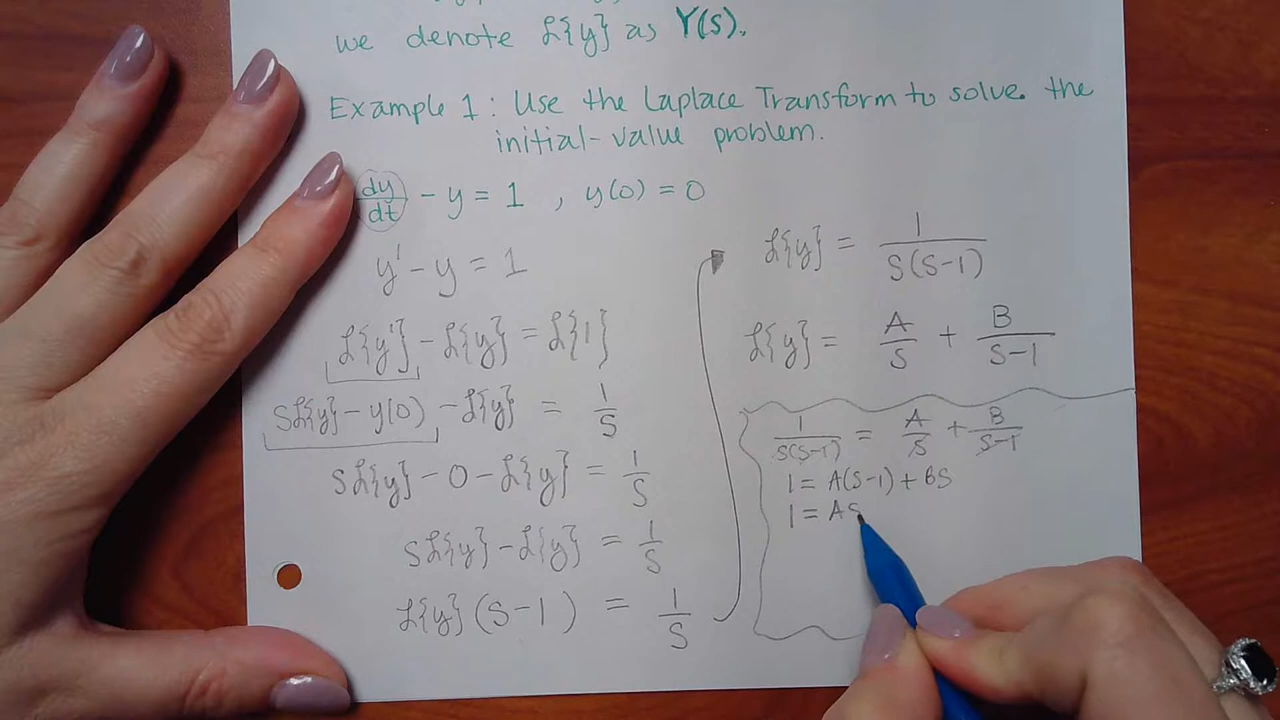 we denote ℒ{y} as Y(s).
Example 1: Use the Laplace Transform to solve the
initial-value problem.
dy/dt - y = 1 , y(0) = 0
y' - y = 1
ℒ{y'} - ℒ{y} = ℒ{1}
sℒ{y} - y(0) - ℒ{y} = 1/s
sℒ{y} - 0 - ℒ{y} = 1/s
sℒ{y} - ℒ{y} = 1/s
ℒ{y}(s-1) = 1/s
ℒ{y} = 1/(s(s-1))
ℒ{y} = A/s + B/(s-1)
1/(s(s-1)) = A/s + B/(s-1)
1 = A(s-1) + Bs
1 = As